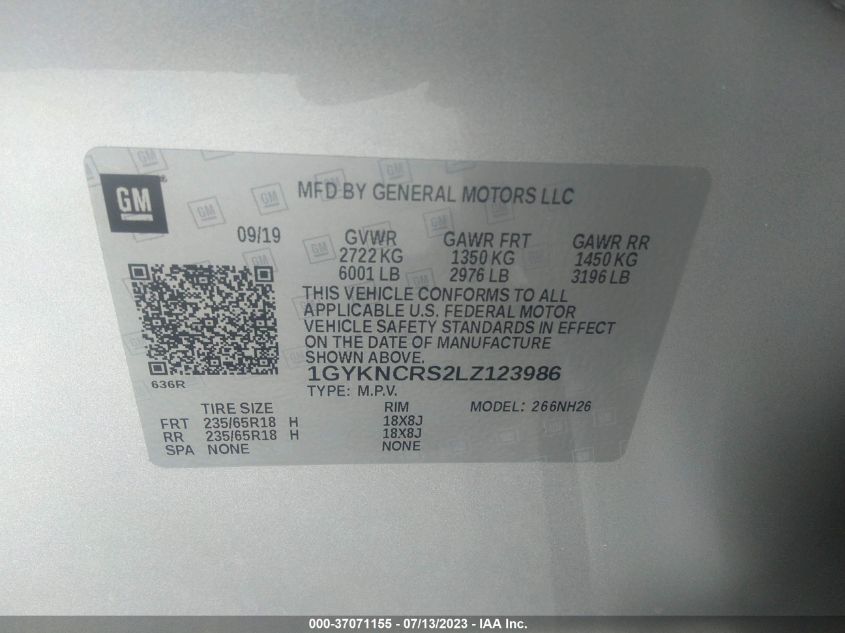 GM ®
MFD BY GENERAL MOTORS LLC
09/19 GVWR GAWR FRT GAWR RR
2722 KG 1350 KG 1450 KG
6001 LB 2976 LB 3196 LB
THIS VEHICLE CONFORMS TO ALL
APPLICABLE U.S. FEDERAL MOTOR
VEHICLE SAFETY STANDARDS IN EFFECT
ON THE DATE OF MANUFACTURE
SHOWN ABOVE.
636R
1GYKNCRS2LZ123986
TYPE: M.P.V.
TIRE SIZE RIM MODEL: 266NH26
FRT 235/65R18 H 18X8J
RR 235/65R18 H 18X8J
SPA NONE NONE
000-37071155 - 07/13/2023 - IAA Inc.